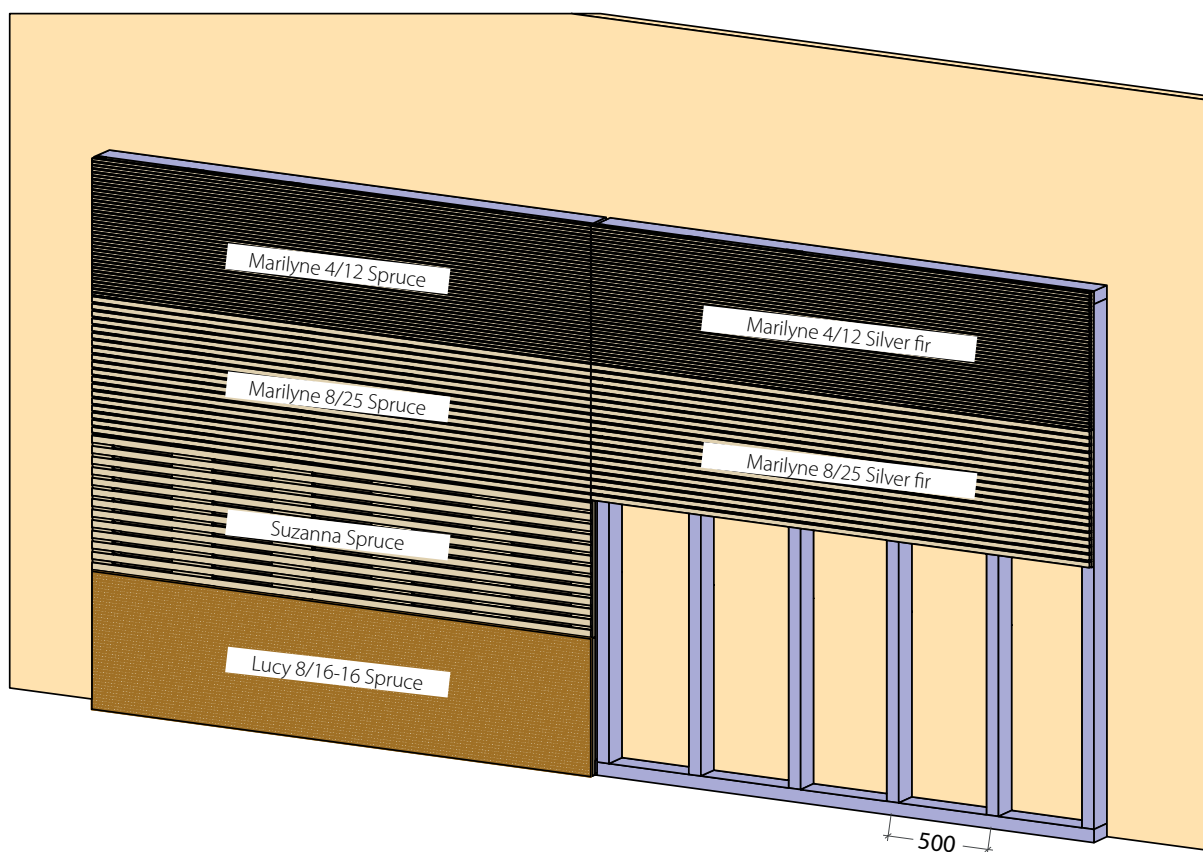 Marilyne 4/12 Spruce
Marilyne 4/12 Silver fir
Marilyne 8/25 Spruce
Marilyne 8/25 Silver fir
Suzanna Spruce
Lucy 8/16-16 Spruce
500